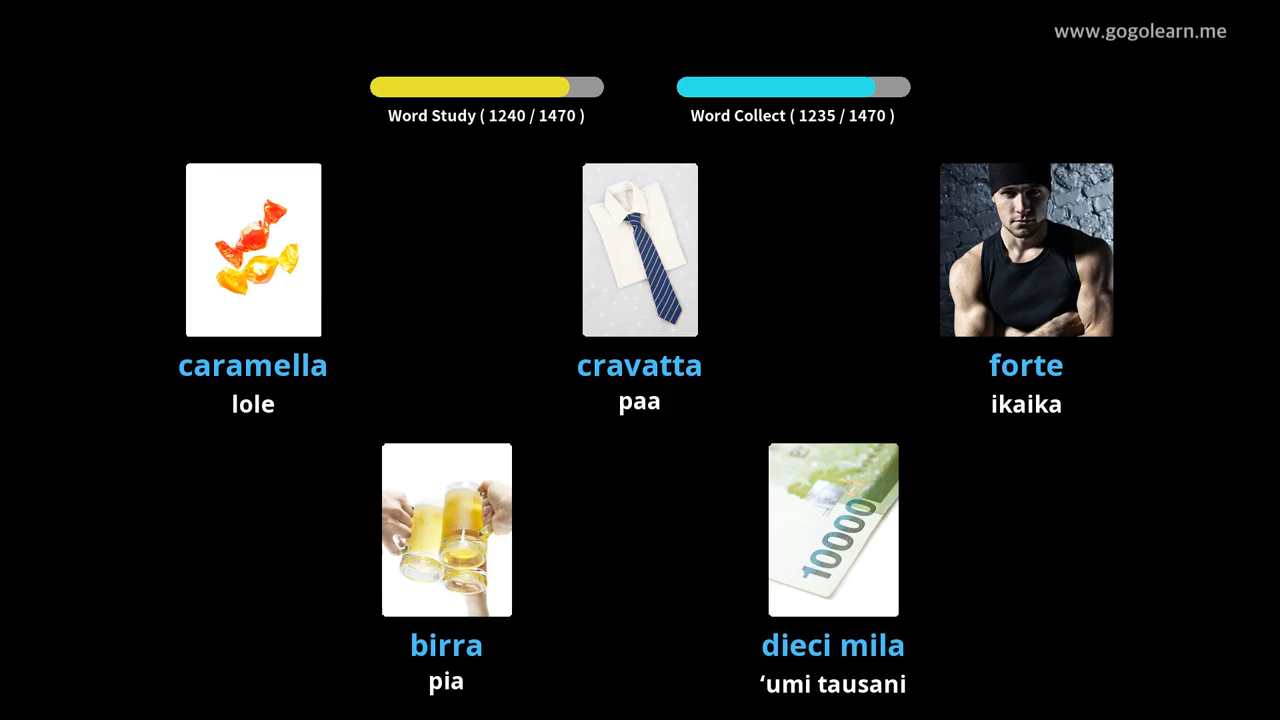 www.gogolearn.me
Word Study ( 1240 / 1470 )
Word Collect ( 1235 / 1470 )
caramella
lole
cravatta
paa
forte
ikaika
birra
pia
10000
dieci mila
‘umi tausani